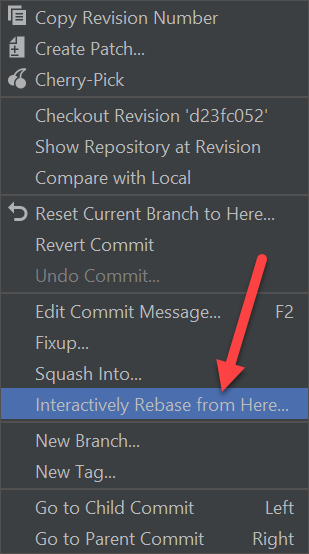 Copy Revision Number
Create Patch...
Cherry-Pick
Checkout Revision 'd23fc052'
Show Repository at Revision
Compare with Local
Reset Current Branch to Here...
Revert Commit
Undo Commit...
Edit Commit Message... F2
Fixup...
Squash Into...
Interactively Rebase from Here...
New Branch...
New Tag...
Go to Child Commit Left
Go to Parent Commit Right